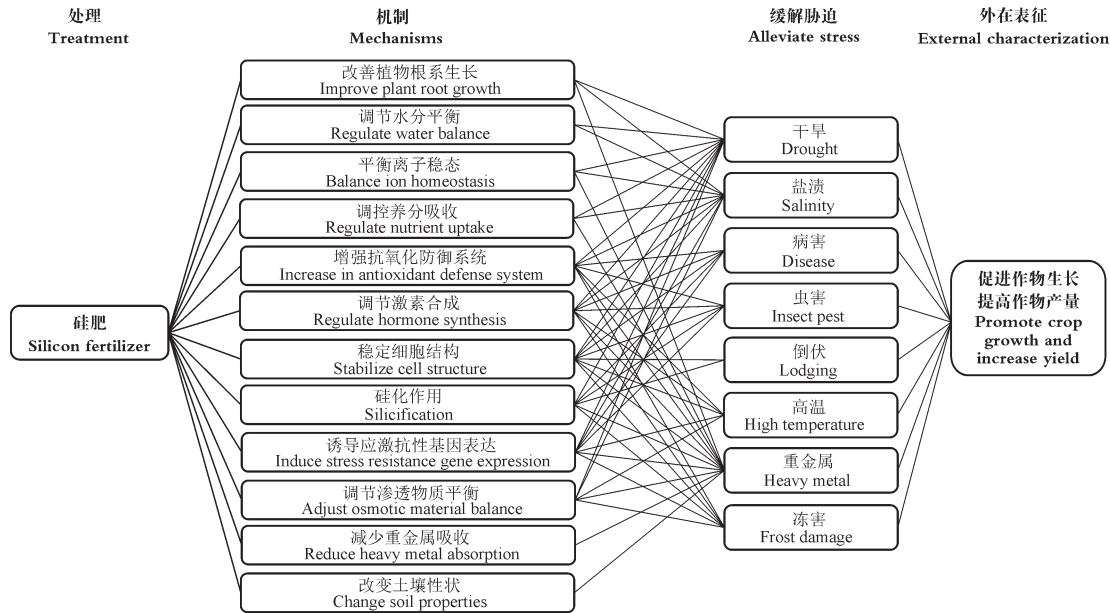 处理
Treatment
机制
Mechanisms
缓解胁迫
Alleviate stress
外在表征
External characterization
硅肥
Silicon fertilizer
改善植物根系生长
Improve plant root growth
调节水分平衡
Regulate water balance
平衡离子稳态
Balance ion homeostasis
调控养分吸收
Regulate nutrient uptake
增强抗氧化防御系统
Increase in antioxidant defense system
调节激素合成
Regulate hormone synthesis
稳定细胞结构
Stabilize cell structure
硅化作用
Silicification
诱导应激抗性基因表达
Induce stress resistance gene expression
调节渗透物质平衡
Adjust osmotic material balance
减少重金属吸收
Reduce heavy metal absorption
改变土壤性状
Change soil properties
干旱
Drought
盐渍
Salinity
病害
Disease
虫害
Insect pest
倒伏
Lodging
高温
High temperature
重金属
Heavy metal
冻害
Frost damage
促进作物生长
提高作物产量
Promote crop
growth and
increase yield